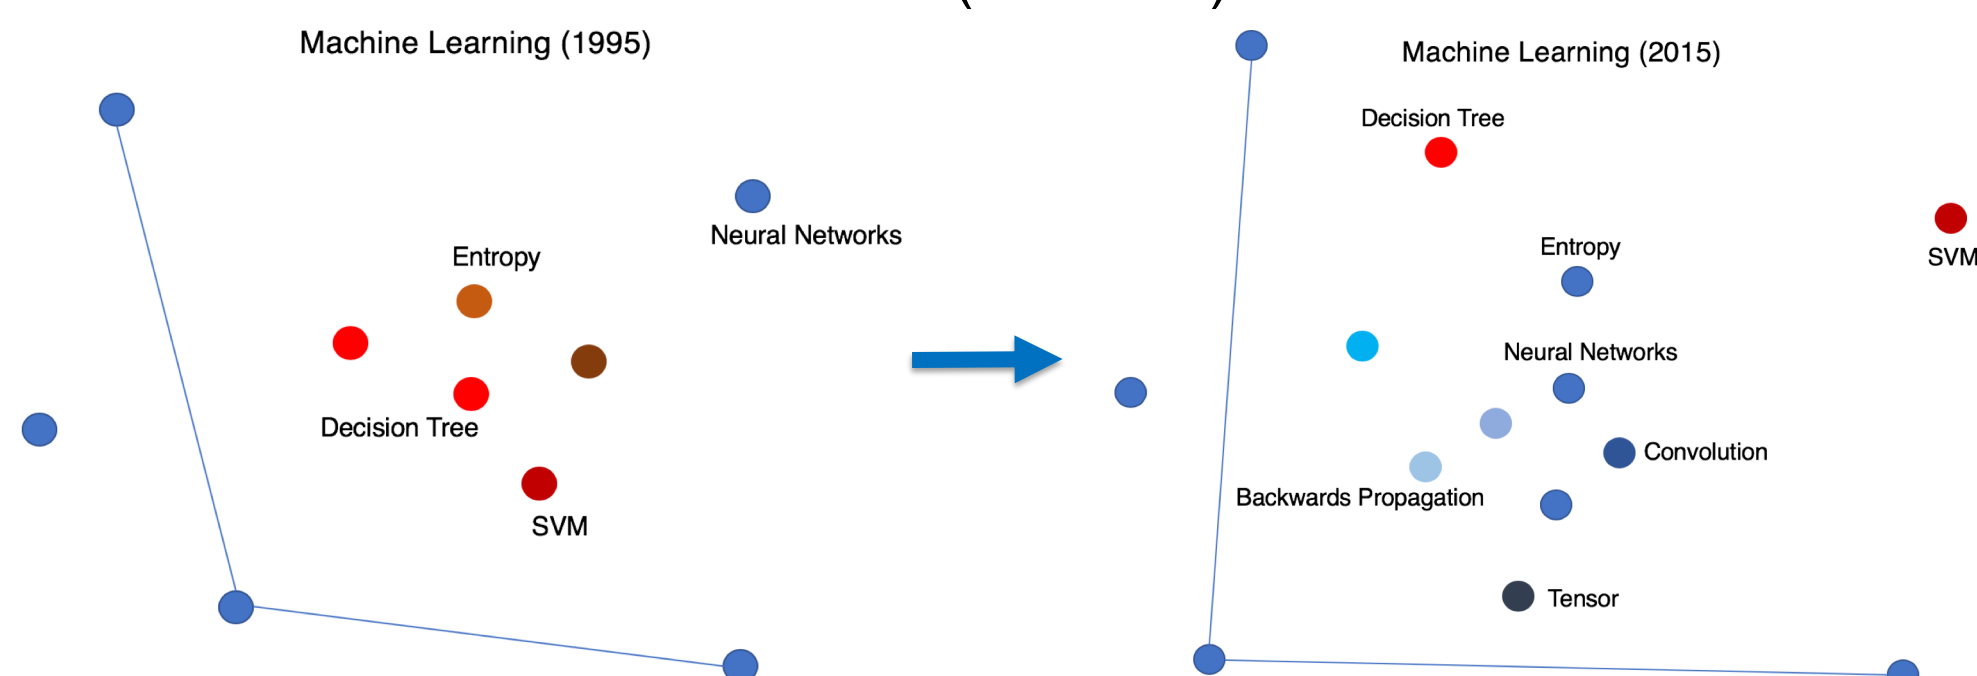 Machine Learning (1995)
Neural Networks
Entropy
Decision Tree
SVM
Machine Learning (2015)
Decision Tree
SVM
Entropy
Neural Networks
Convolution
Backwards Propagation
Tensor